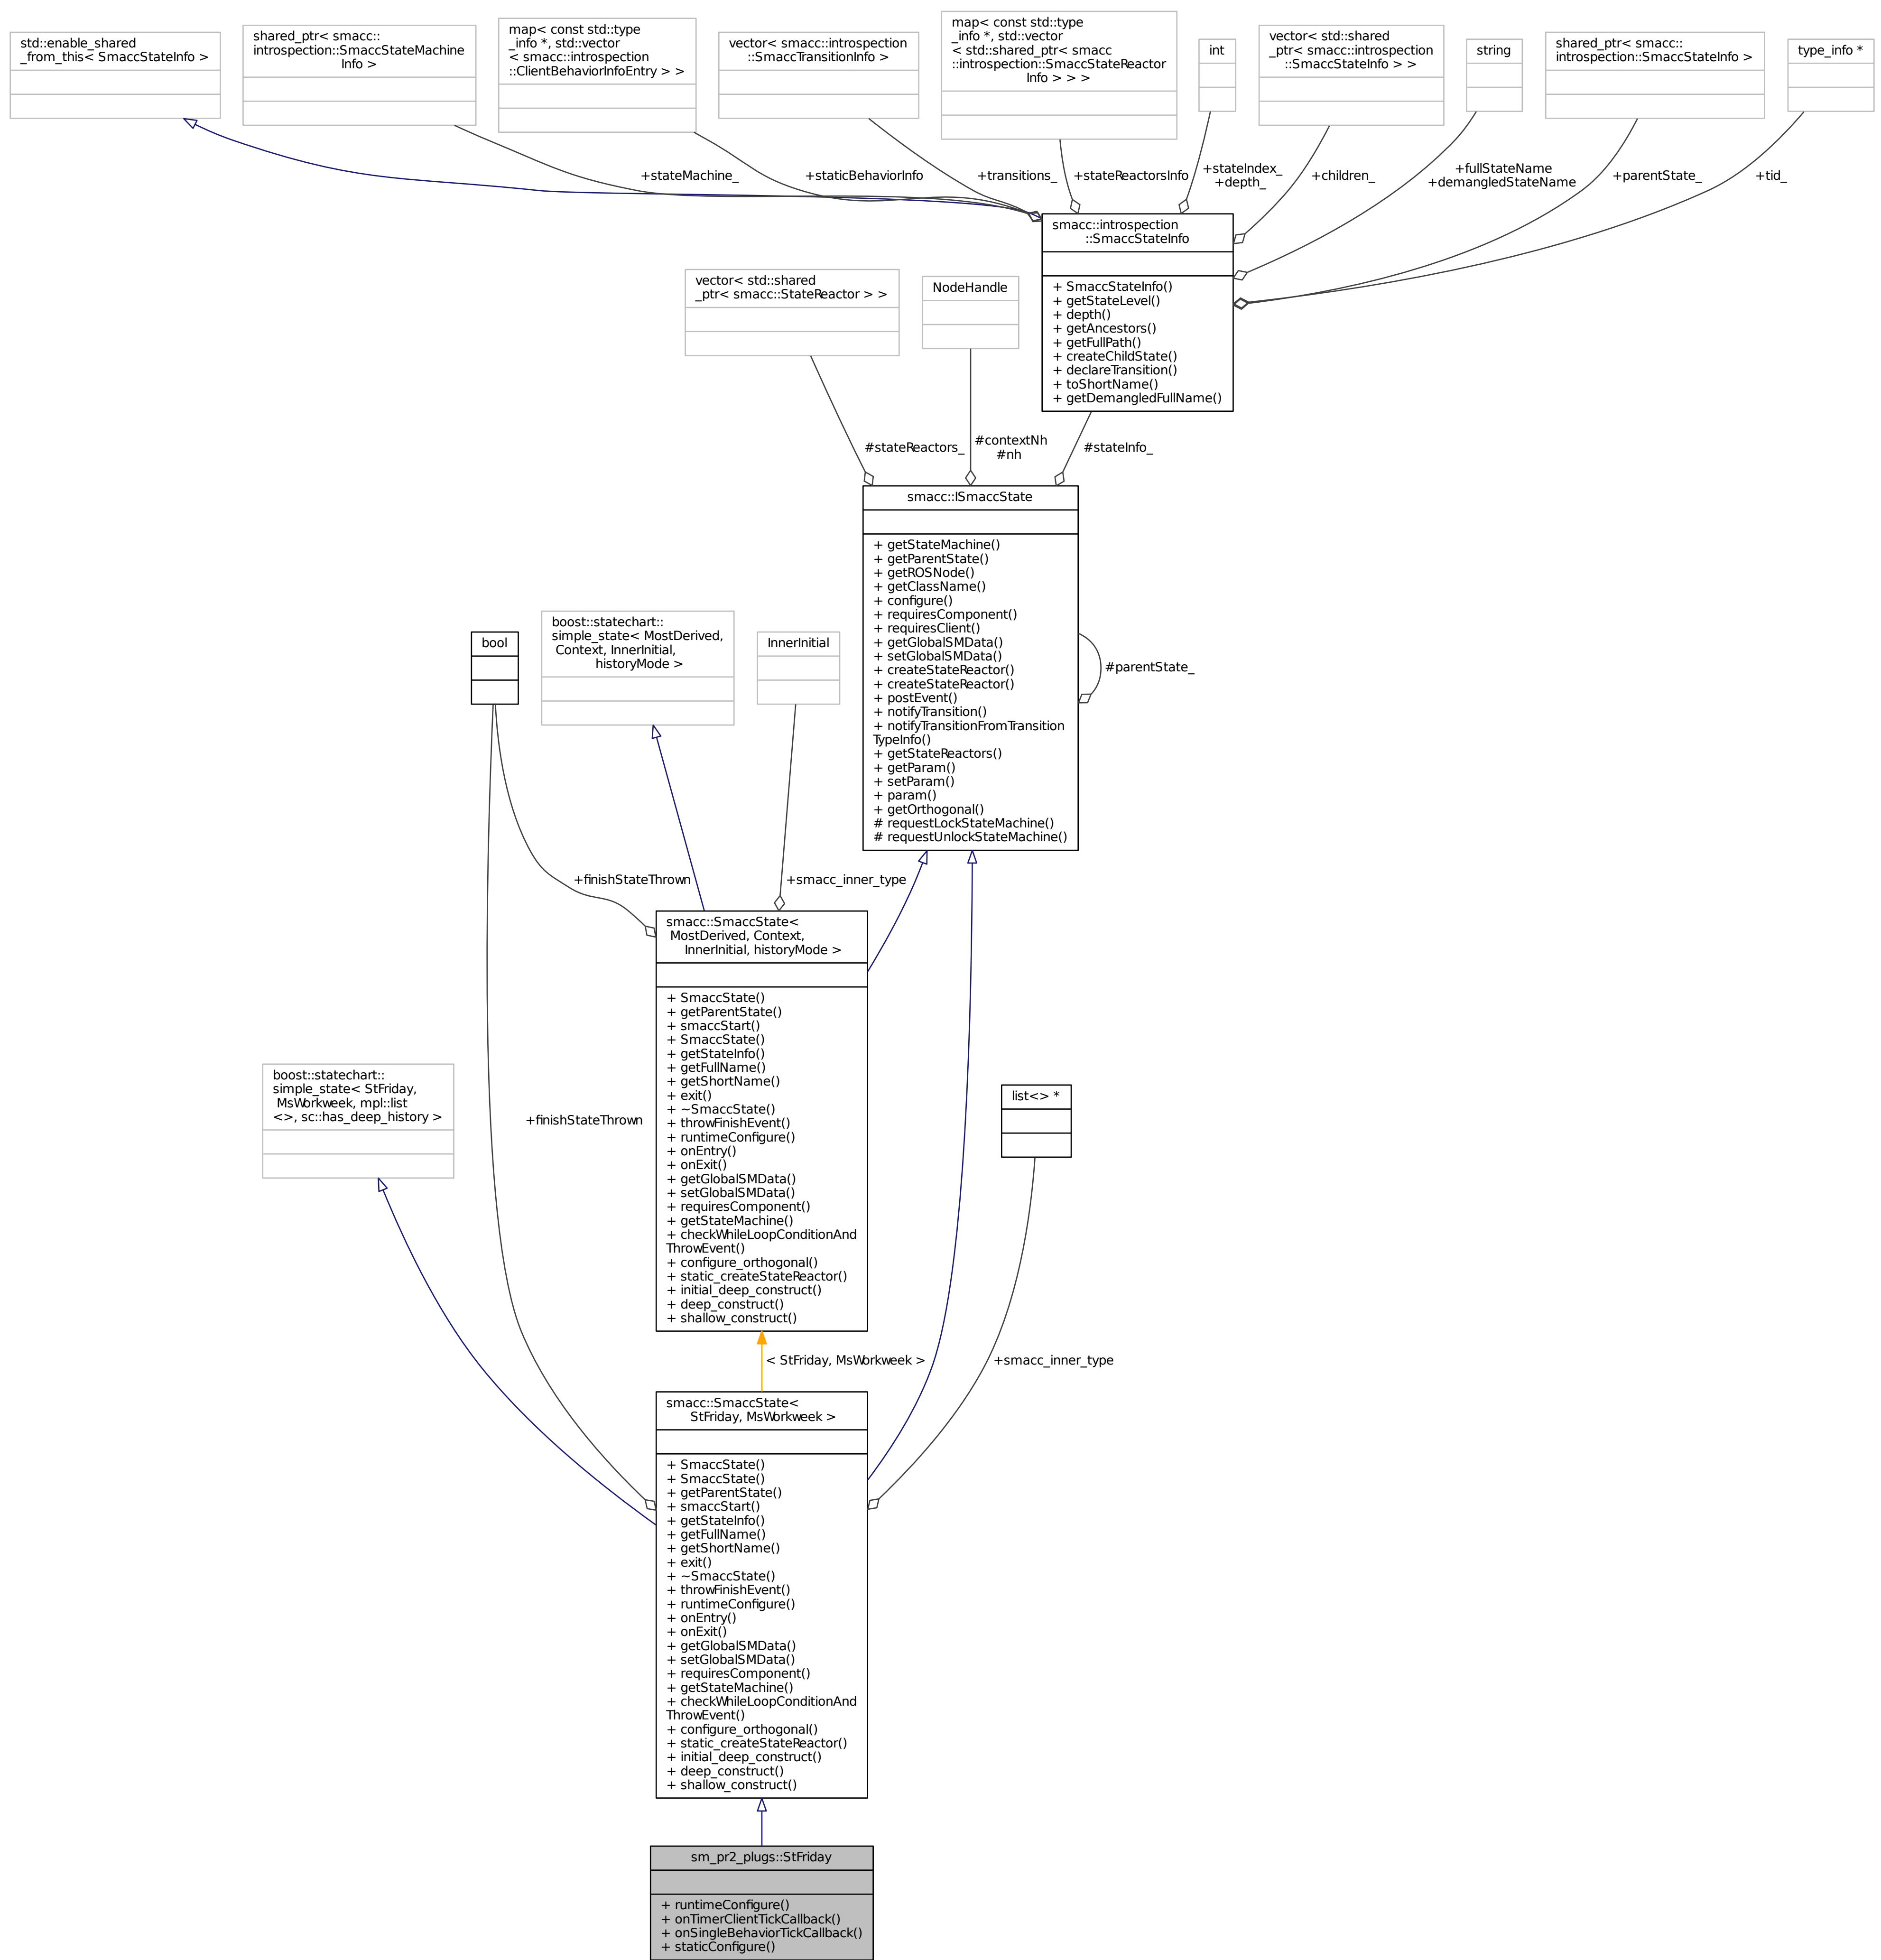 std::enable_shared
_from_this< SmaccStateInfo >
shared_ptr< smacc::
introspection::SmaccStateMachine
Info >
map< const std::type
_info *, std::vector
< smacc::introspection
::ClientBehaviorInfoEntry > >
vector< smacc::introspection
::SmaccTransitionInfo >
map< const std::type
_info *, std::vector
< std::shared_ptr< smacc
::introspection::SmaccStateReactor
Info > > >
int
vector< std::shared
_ptr< smacc::introspection
::SmaccStateInfo > >
string
shared_ptr< smacc::
introspection::SmaccStateInfo >
type_info *
+stateMachine_
+staticBehaviorInfo
+transitions_
+stateReactorsInfo
+stateIndex_
+depth_
+children_
+fullStateName
+demangledStateName
+parentState_
+tid_
smacc::introspection
::SmaccStateInfo
+ SmaccStateInfo()
+ getStateLevel()
+ depth()
+ getAncestors()
+ getFullPath()
+ createChildState()
+ declareTransition()
+ toShortName()
+ getDemangledFullName()
vector< std::shared
_ptr< smacc::StateReactor > >
NodeHandle
#stateReactors_
#contextNh
#nh
#stateInfo_
smacc::ISmaccState
+ getStateMachine()
+ getParentState()
+ getROSNode()
+ getClassName()
+ configure()
+ requiresComponent()
+ requiresClient()
+ getGlobalSMData()
+ setGlobalSMData()
+ createStateReactor()
+ createStateReactor()
+ postEvent()
+ notifyTransition()
+ notifyTransitionFromTransition
TypeInfo()
+ getStateReactors()
+ getParam()
+ setParam()
+ param()
+ getOrthogonal()
# requestLockStateMachine()
# requestUnlockStateMachine()
#parentState_
bool
boost::statechart::
simple_state< MostDerived,
Context, InnerInitial,
historyMode >
InnerInitial
+finishStateThrown
+smacc_inner_type
smacc::SmaccState<
MostDerived, Context,
InnerInitial, historyMode >
+ SmaccState()
+ getParentState()
+ smaccStart()
+ SmaccState()
+ getStateInfo()
+ getFullName()
+ getShortName()
+ exit()
+ ~SmaccState()
+ throwFinishEvent()
+ runtimeConfigure()
+ onEntry()
+ onExit()
+ getGlobalSMData()
+ setGlobalSMData()
+ requiresComponent()
+ getStateMachine()
+ checkWhileLoopConditionAnd
ThrowEvent()
+ configure_orthogonal()
+ static_createStateReactor()
+ initial_deep_construct()
+ deep_construct()
+ shallow_construct()
boost::statechart::
simple_state< StFriday,
MsWorkweek, mpl::list
<>, sc::has_deep_history >
+finishStateThrown
list<> *
< StFriday, MsWorkweek >
+smacc_inner_type
smacc::SmaccState<
StFriday, MsWorkweek >
+ SmaccState()
+ SmaccState()
+ getParentState()
+ smaccStart()
+ getStateInfo()
+ getFullName()
+ getShortName()
+ exit()
+ ~SmaccState()
+ throwFinishEvent()
+ runtimeConfigure()
+ onEntry()
+ onExit()
+ getGlobalSMData()
+ setGlobalSMData()
+ requiresComponent()
+ getStateMachine()
+ checkWhileLoopConditionAnd
ThrowEvent()
+ configure_orthogonal()
+ static_createStateReactor()
+ initial_deep_construct()
+ deep_construct()
+ shallow_construct()
sm_pr2_plugs::StFriday
+ runtimeConfigure()
+ onTimerClientTickCallback()
+ onSingleBehaviorTickCallback()
+ staticConfigure()